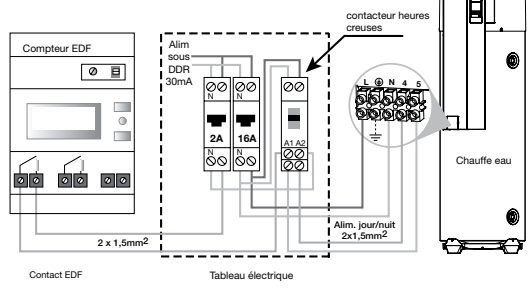 contacteur heures
creuses
Compteur EDF
Alim
sous
DDR
30mA
N
N
2A
16A
N
N
A1 A2
L
N
4
5
Chauffe eau
Alim. jour/nuit
2x1,5mm2
2 x 1,5mm2
Contact EDF
Tableau électrique